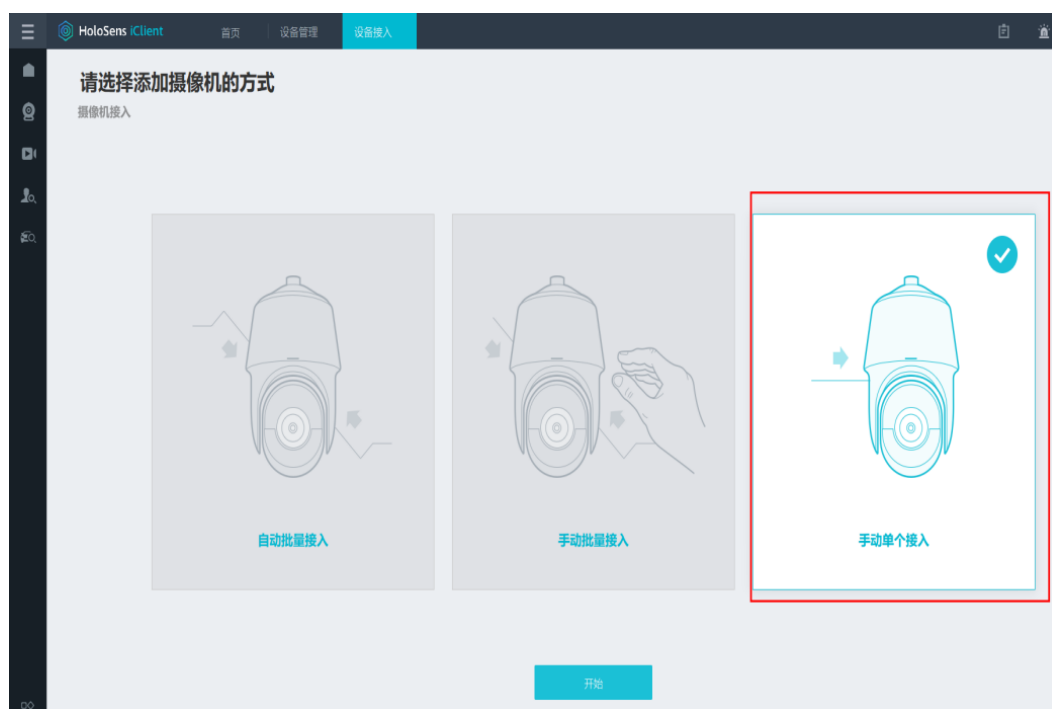 HoloSens iClient 首页 设备管理 设备接入
请选择添加摄像机的方式
摄像机接入
自动批量接入 手动批量接入 手动单个接入
开始